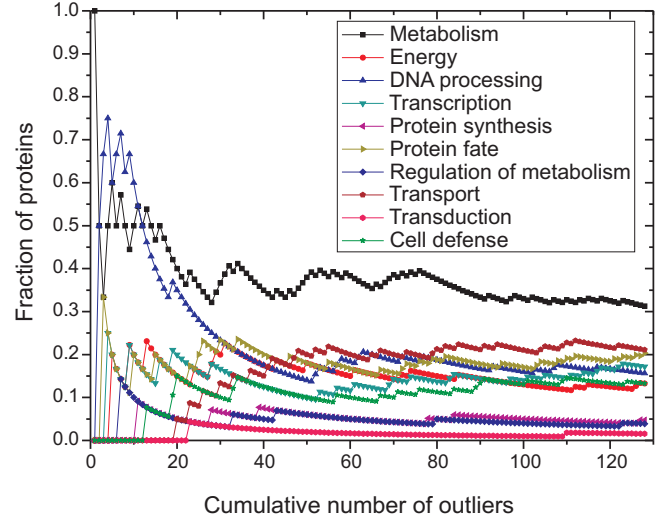 1.0
0.9
0.8
0.7
0.6
0.5
0.4
0.3
0.2
0.1
0.0
Fraction of proteins
Metabolism
Energy
DNA processing
Transcription
Protein synthesis
Protein fate
Regulation of metabolism
Transport
Transduction
Cell defense
0 20 40 60 80 100 120
Cumulative number of outliers